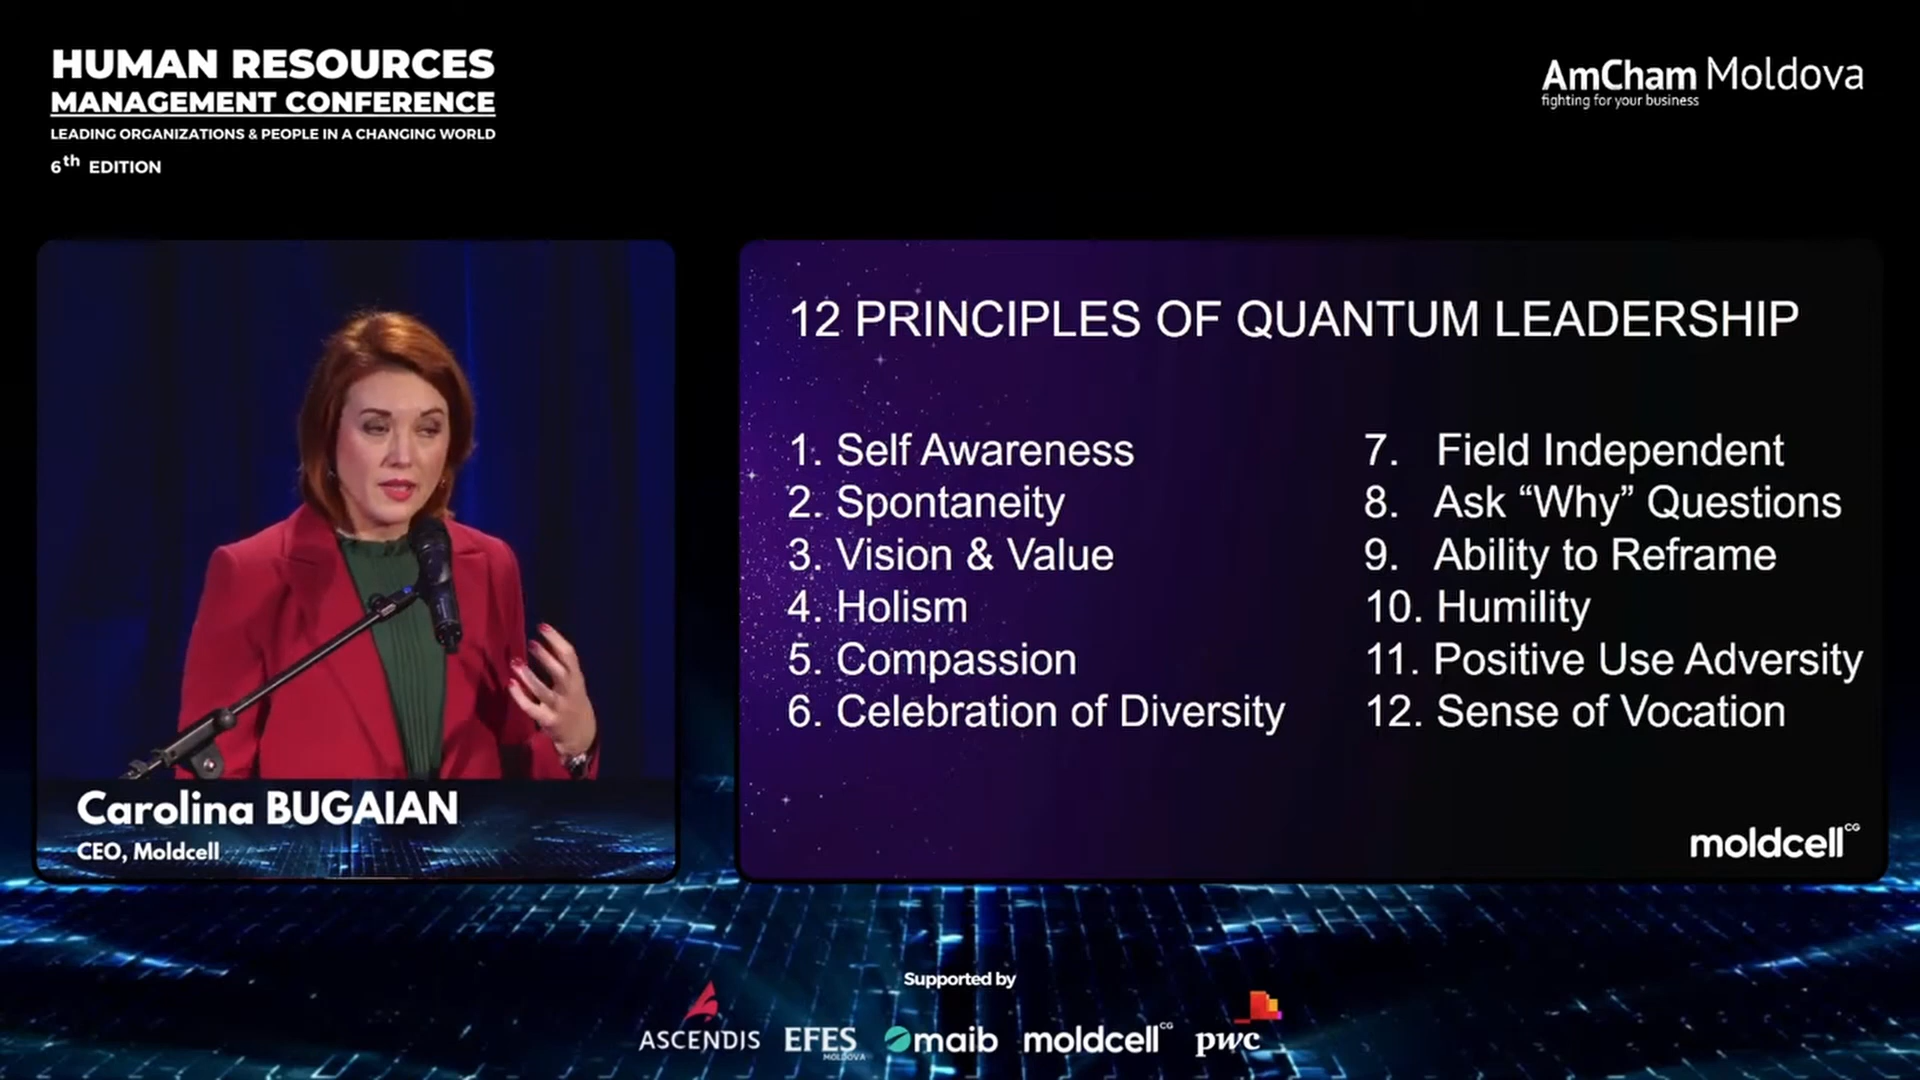 HUMAN RESOURCES
MANAGEMENT CONFERENCE
LEADING ORGANIZATIONS & PEOPLE IN A CHANGING WORLD
6th EDITION
AmCham Moldova
fighting for your business
12 PRINCIPLES OF QUANTUM LEADERSHIP
1. Self Awareness
2. Spontaneity
3. Vision & Value
4. Holism
5. Compassion
6. Celebration of Diversity
7. Field Independent
8. Ask “Why” Questions
9. Ability to Reframe
10. Humility
11. Positive Use Adversity
12. Sense of Vocation
moldcell CG
Carolina BUGAIAN
CEO, Moldcell
Supported by
ASCENDIS
EFES
MOLDOVA
maib
moldcell CG
pwc